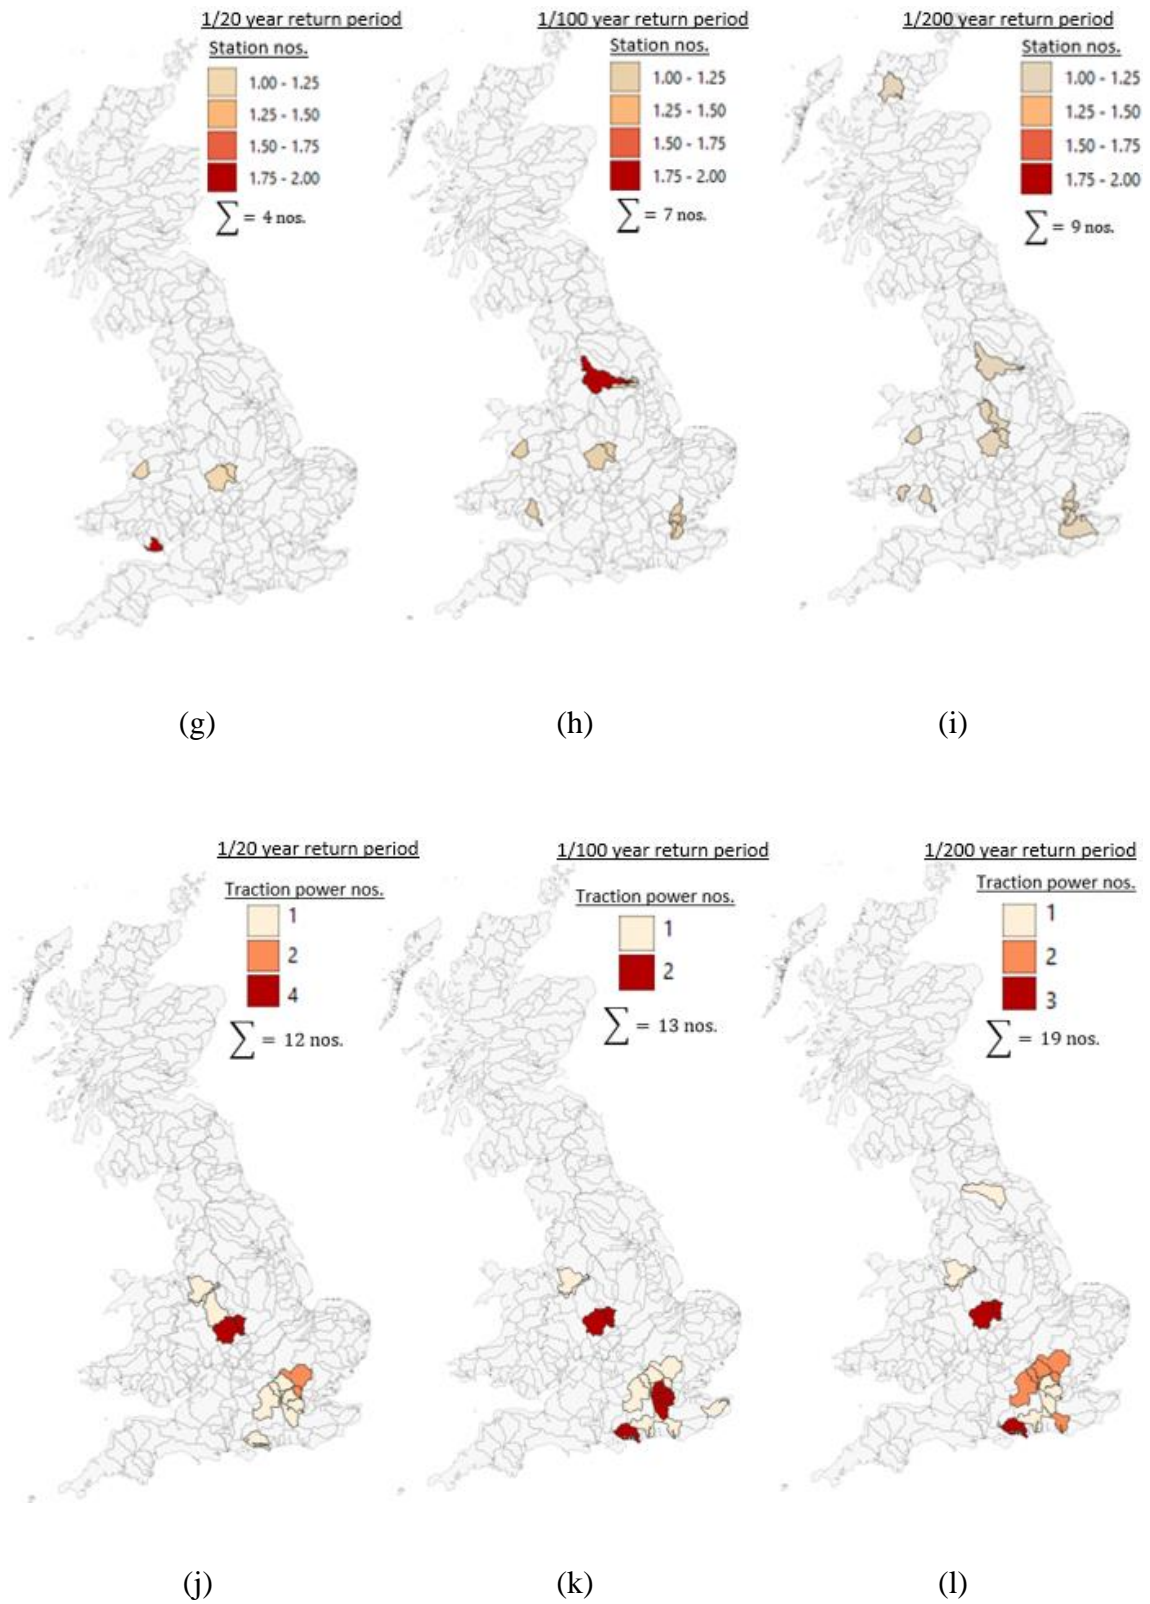 1/20 year return period
Station nos.
1.00 - 1.25
1.25 - 1.50
1.50 - 1.75
1.75 - 2.00
∑ = 4 nos.
1/100 year return period
Station nos.
1.00 - 1.25
1.25 - 1.50
1.50 - 1.75
1.75 - 2.00
∑ = 7 nos.
1/200 year return period
Station nos.
1.00 - 1.25
1.25 - 1.50
1.50 - 1.75
1.75 - 2.00
∑ = 9 nos.
(g)
(h)
(i)
1/20 year return period
Traction power nos.
1
2
4
∑ = 12 nos.
1/100 year return period
Traction power nos.
1
2
∑ = 13 nos.
1/200 year return period
Traction power nos.
1
2
3
∑ = 19 nos.
(j)
(k)
(l)